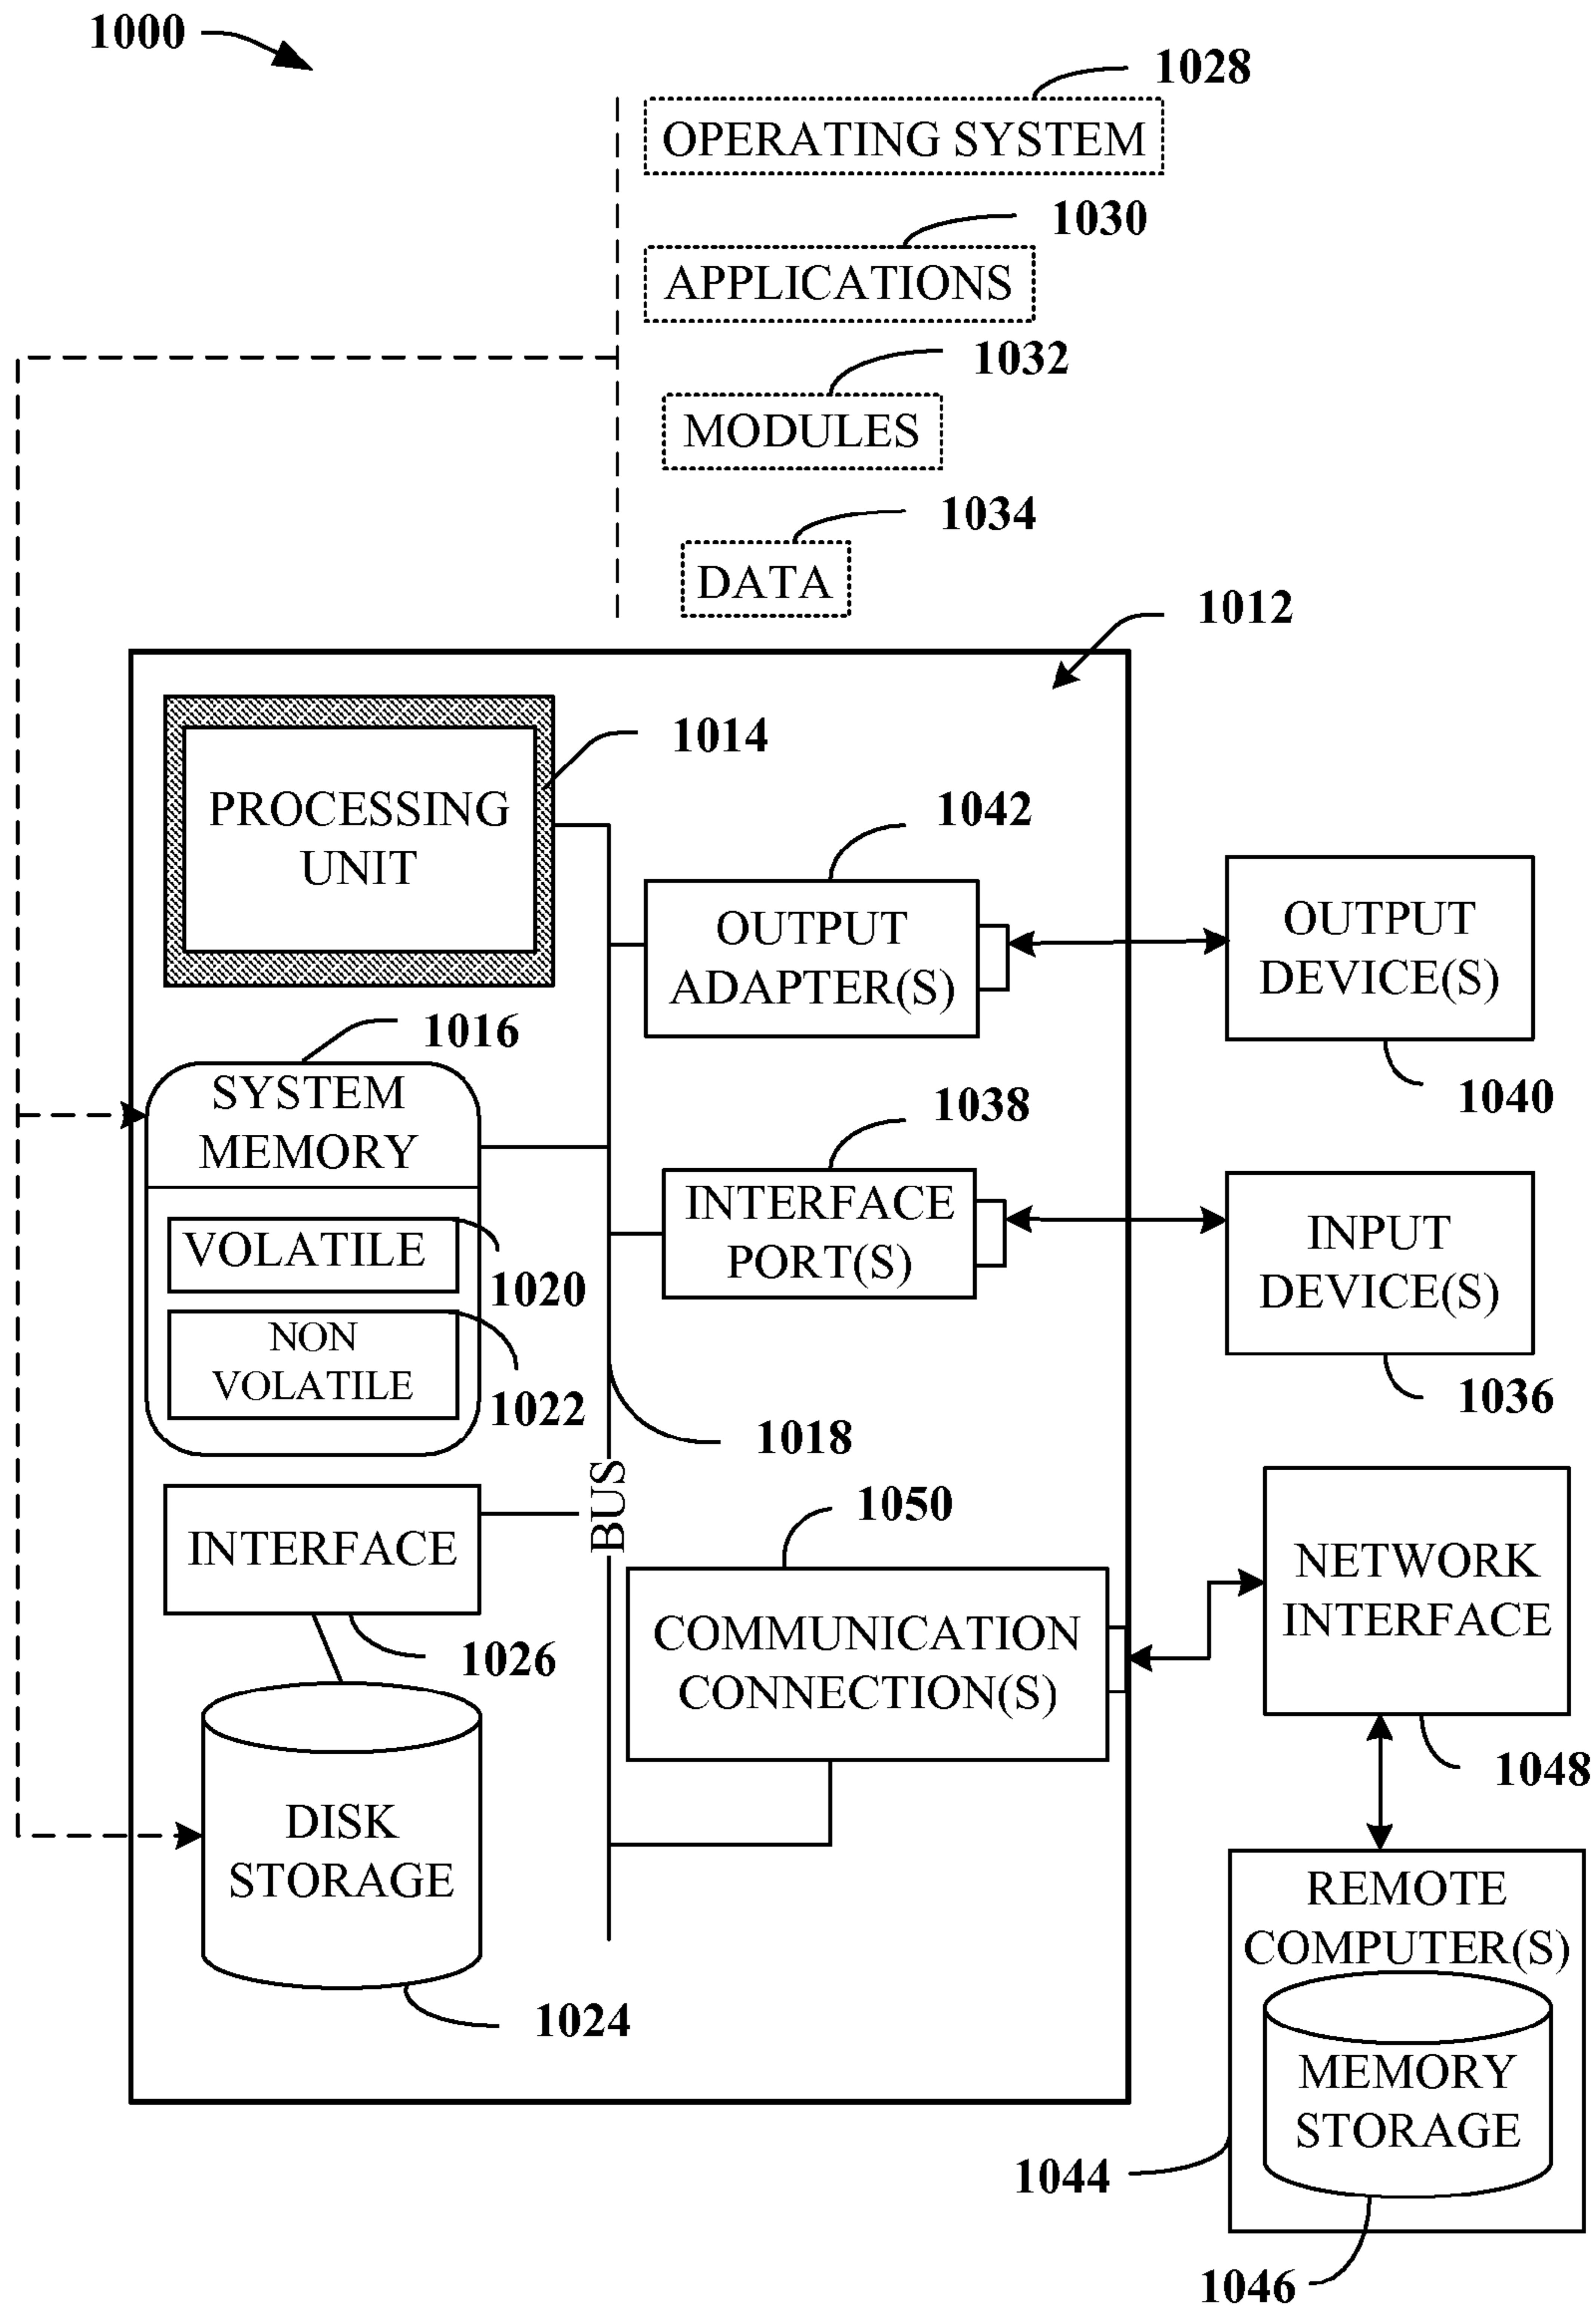 1000
1028
OPERATING SYSTEM
1030
APPLICATIONS
1032
MODULES
1034
DATA
1012
1014
PROCESSING
UNIT
1042
OUTPUT
ADAPTER(S)
OUTPUT
DEVICE(S)
1040
1016
SYSTEM
MEMORY
VOLATILE
1020
NON
VOLATILE
1022
1038
INTERFACE
PORT(S)
INPUT
DEVICE(S)
1036
1018
BUS
INTERFACE
1026
1050
COMMUNICATION
CONNECTION(S)
NETWORK
INTERFACE
1048
DISK
STORAGE
1024
REMOTE
COMPUTER(S)
MEMORY
STORAGE
1044
1046